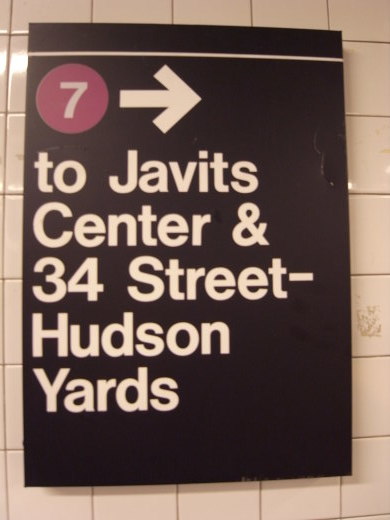 7
to Javits
Center &
34 Street-
Hudson
Yards